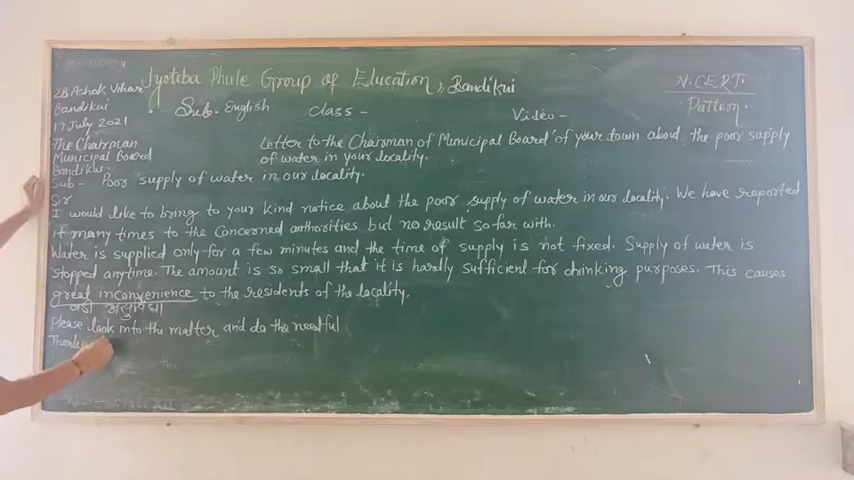 Jyotiba Phule Group of Education, Bandikui
N.CERT.
Pattern.
Sub- English Class - Video -
Letter to the Chairman of Municipal Board of your town about the poor supply
of water in your locality.
28 Ashok Vihar
Bandikui
17 July 2021
The Chairman
Municipal Board
Bandikui
Sub - Poor supply of water in our locality.
Sir
I would like to bring to your kind notice about the poor supply of water in our locality. We have reported
it many times to the Concerned authorities but no result so far with.
Water is supplied only for a few minutes and the time of supply is not fixed. Supply of water is
stopped anytime. The amount is so small that it is hardly sufficient for drinking purposes. This causes
great inconvenience to the residents of the locality.
बड़ी असुविधा
Please look into the matter and do the needful